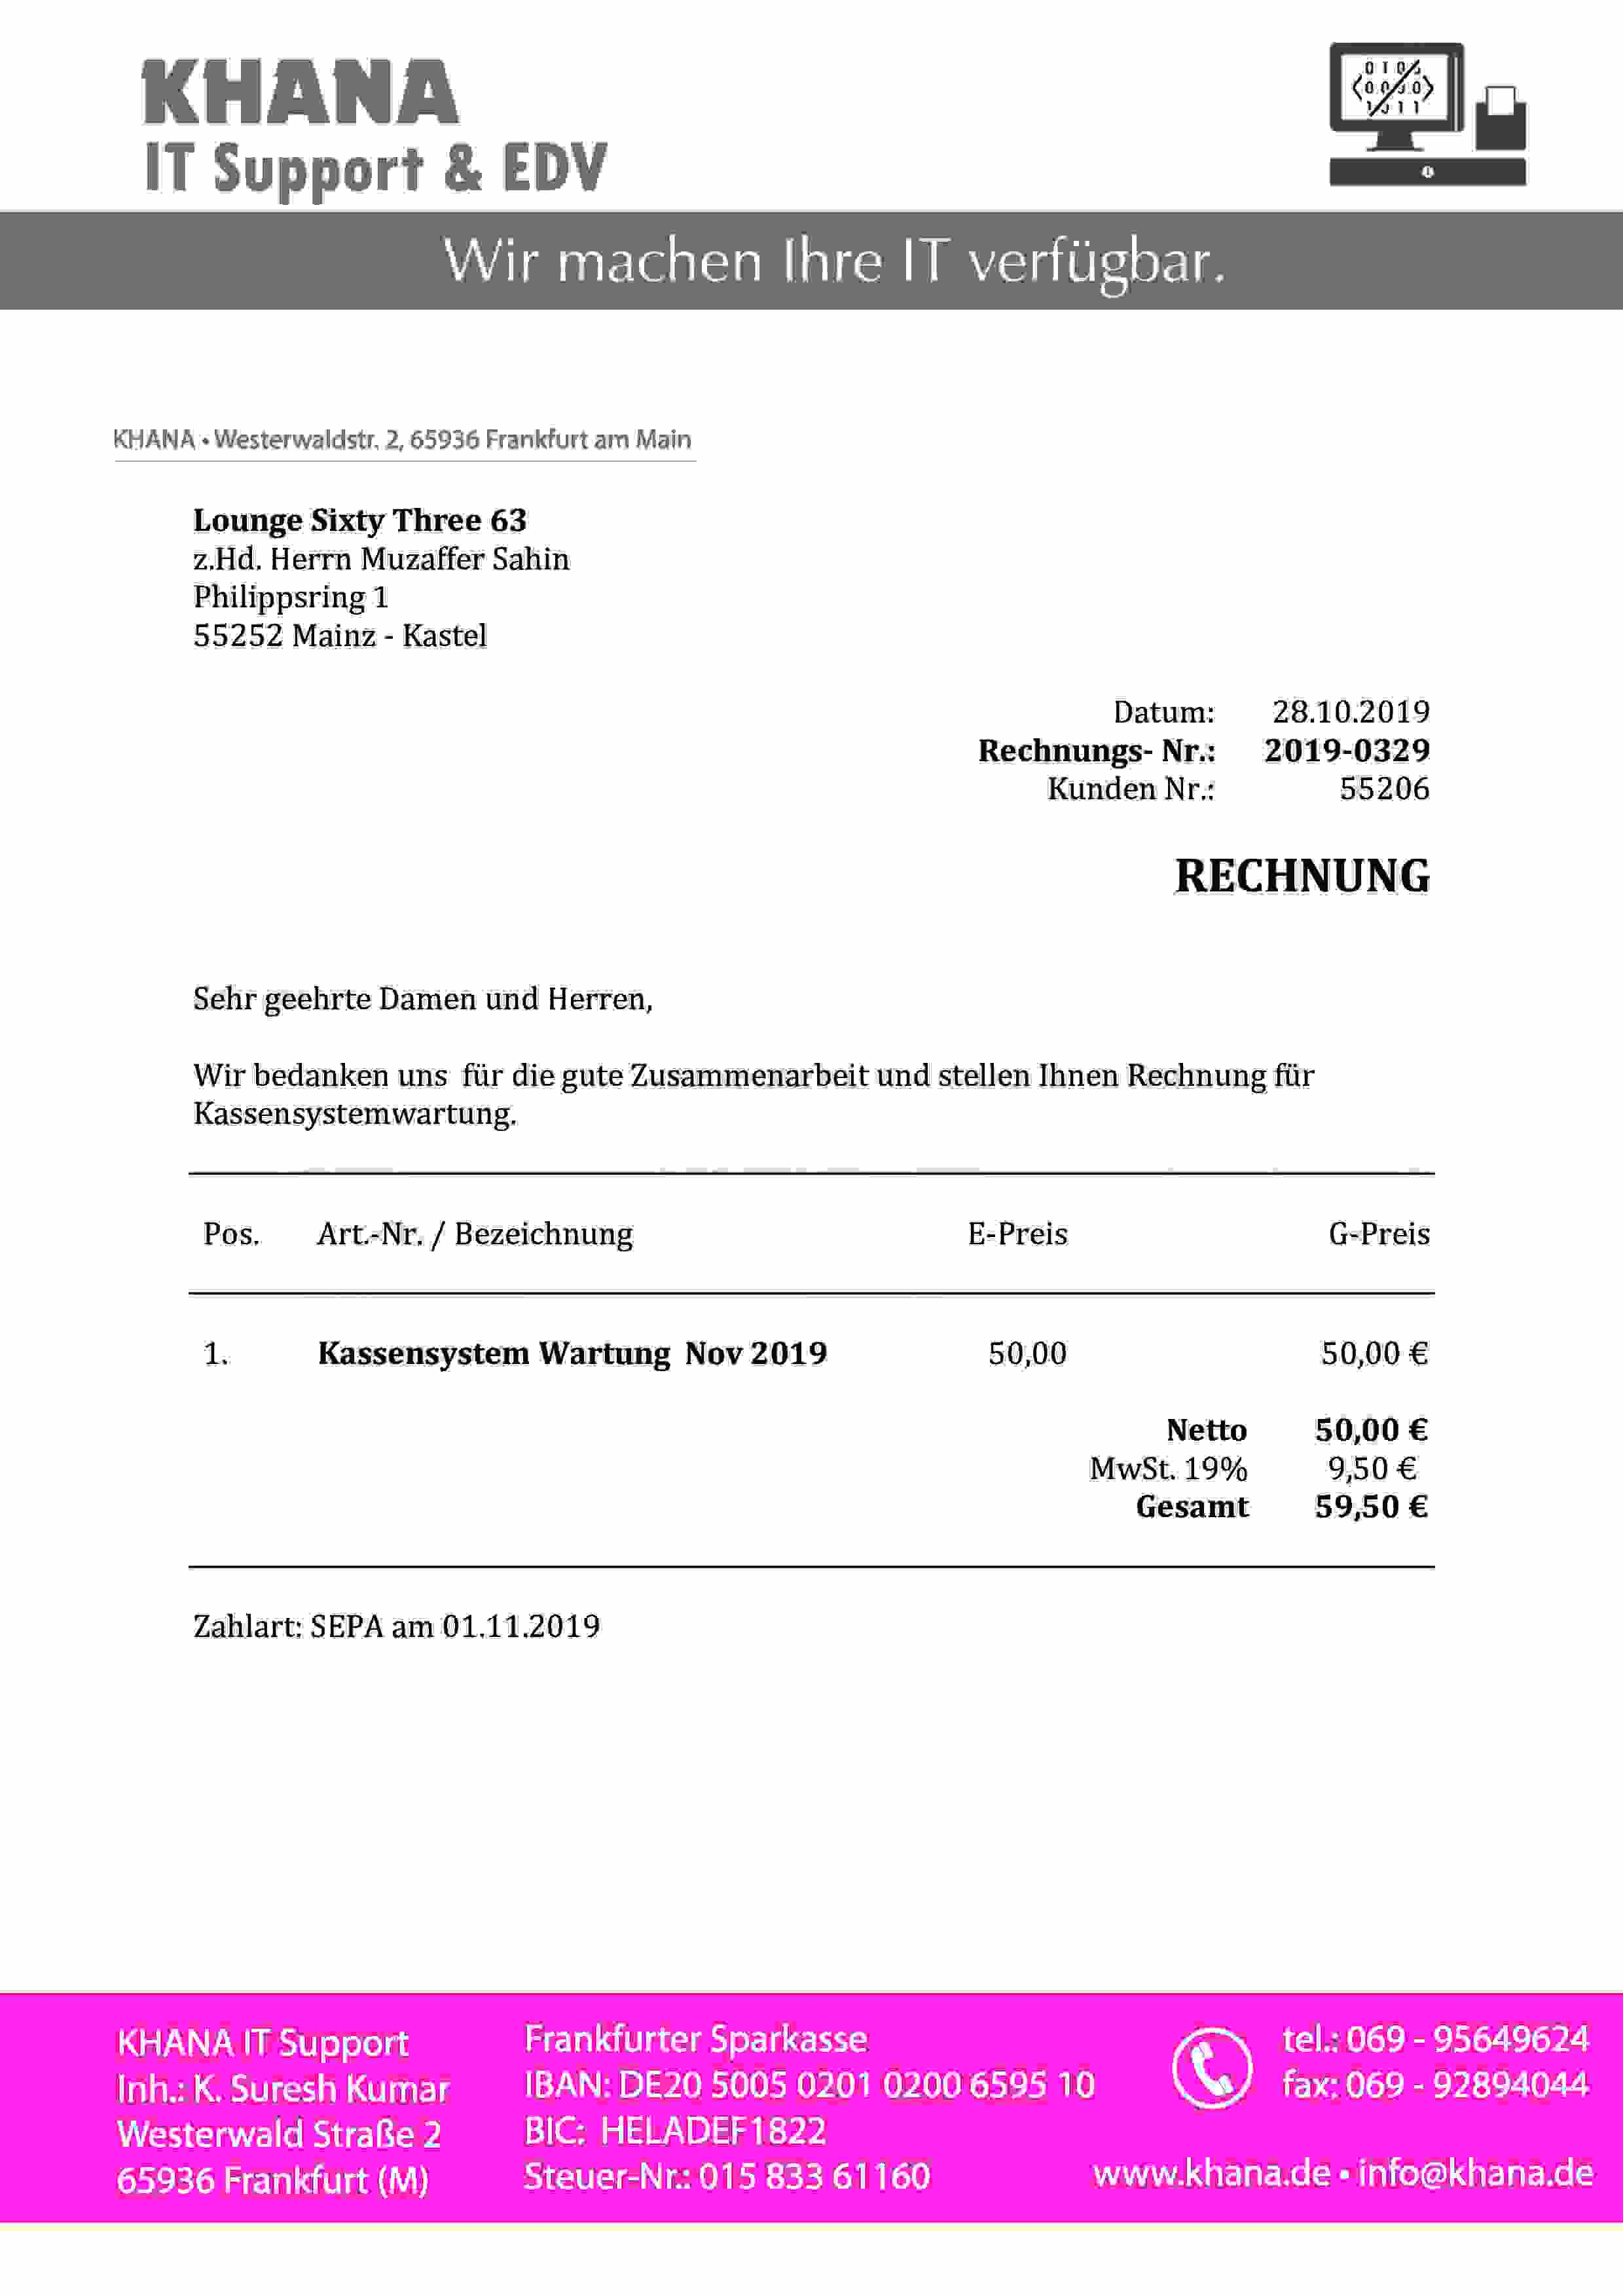 KHANA
IT Support & EDV
Wir machen Ihre IT verfügbar.
KHANA • Westerwaldstr. 2, 65936 Frankfurt am Main
Lounge Sixty Three 63
z.Hd. Herrn Muzaffer Sahin
Philippsring 1
55252 Mainz - Kastel
Datum: 28.10.2019
Rechnungs- Nr.: 2019-0329
Kunden Nr.: 55206
RECHNUNG
Sehr geehrte Damen und Herren,
Wir bedanken uns für die gute Zusammenarbeit und stellen Ihnen Rechnung für
Kassensystemwartung.
Pos. Art.-Nr. / Bezeichnung E-Preis G-Preis
1. Kassensystem Wartung Nov 2019 50,00 50,00 €
Netto 50,00 €
MwSt. 19% 9,50 €
Gesamt 59,50 €
Zahlart: SEPA am 01.11.2019
KHANA IT Support
Inh.: K. Suresh Kumar
Westerwald Straße 2
65936 Frankfurt (M)
Frankfurter Sparkasse
IBAN: DE20 5005 0201 0200 6595 10
BIC: HELADEF1822
Steuer-Nr.: 015 833 61160
tel.: 069 - 95649624
fax: 069 - 92894044
www.khana.de • info@khana.de